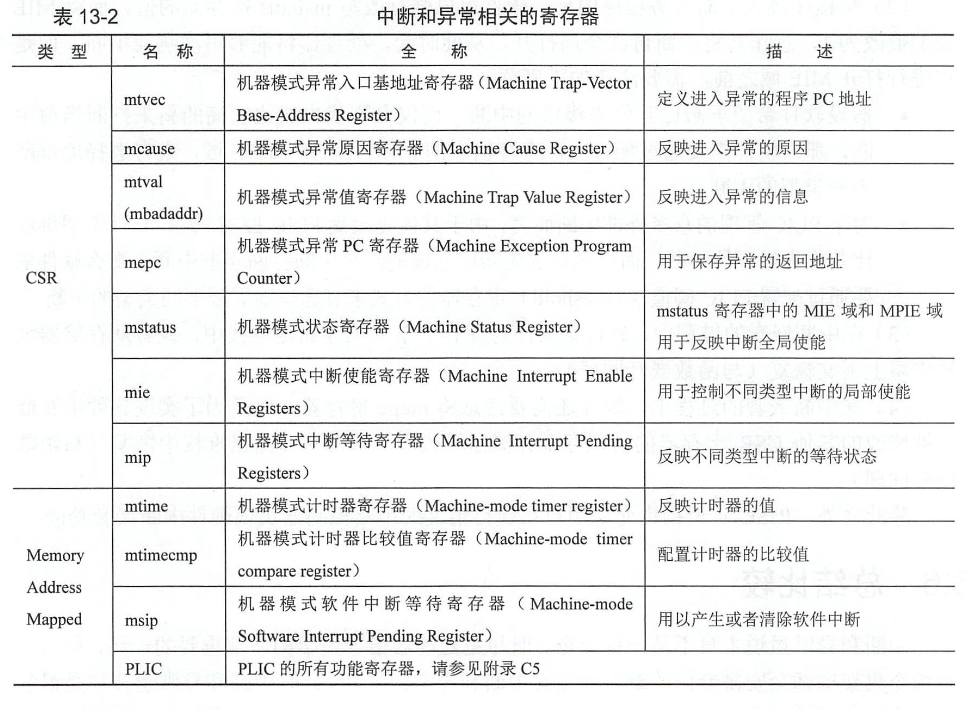 表 13-2 中断和异常相关的寄存器
类 型 名 称 全 称 描 述
CSR
mtvec 机器模式异常入口基地址寄存器（Machine Trap-Vector
Base-Address Register） 定义进入异常的程序 PC 地址
mcause 机器模式异常原因寄存器（Machine Cause Register） 反映进入异常的原因
mtval
(mbadaddr) 机器模式异常值寄存器（Machine Trap Value Register） 反映进入异常的信息
mepc 机器模式异常 PC 寄存器（Machine Exception Program
Counter） 用于保存异常的返回地址
mstatus 机器模式状态寄存器（Machine Status Register） mstatus 寄存器中的 MIE 域和 MPIE 域
用于反映中断全局使能
mie 机器模式中断使能寄存器（Machine Interrupt Enable
Registers） 用于控制不同类型中断的局部使能
mip 机器模式中断等待寄存器（Machine Interrupt Pending
Registers） 反映不同类型中断的等待状态
Memory
Address
Mapped
mtime 机器模式计时器寄存器（Machine-mode timer register） 反映计时器的值
mtimecmp 机器模式计时器比较值寄存器（Machine-mode timer
compare register） 配置计时器的比较值
msip 机器模式软件中断等待寄存器（Machine-mode
Software Interrupt Pending Register） 用以产生或者清除软件中断
PLIC PLIC 的所有功能寄存器，请参见附录 C5